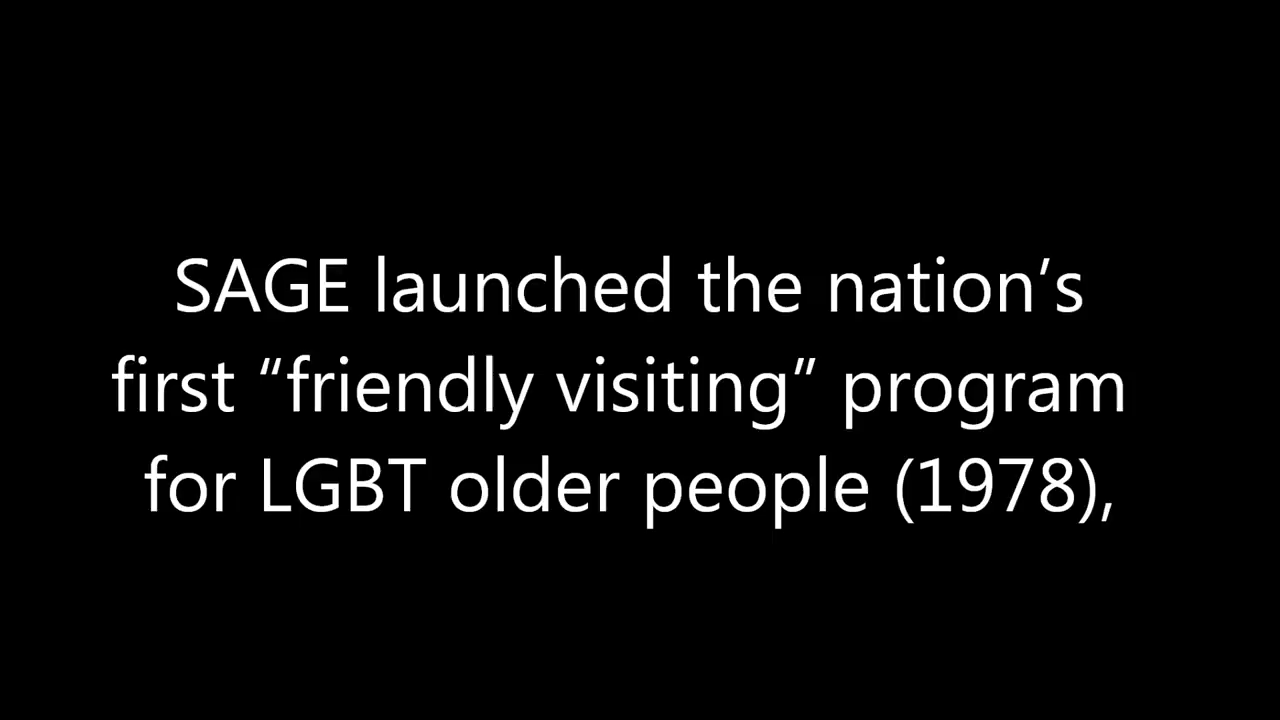 SAGE launched the nation’s
first “friendly visiting” program
for LGBT older people (1978),